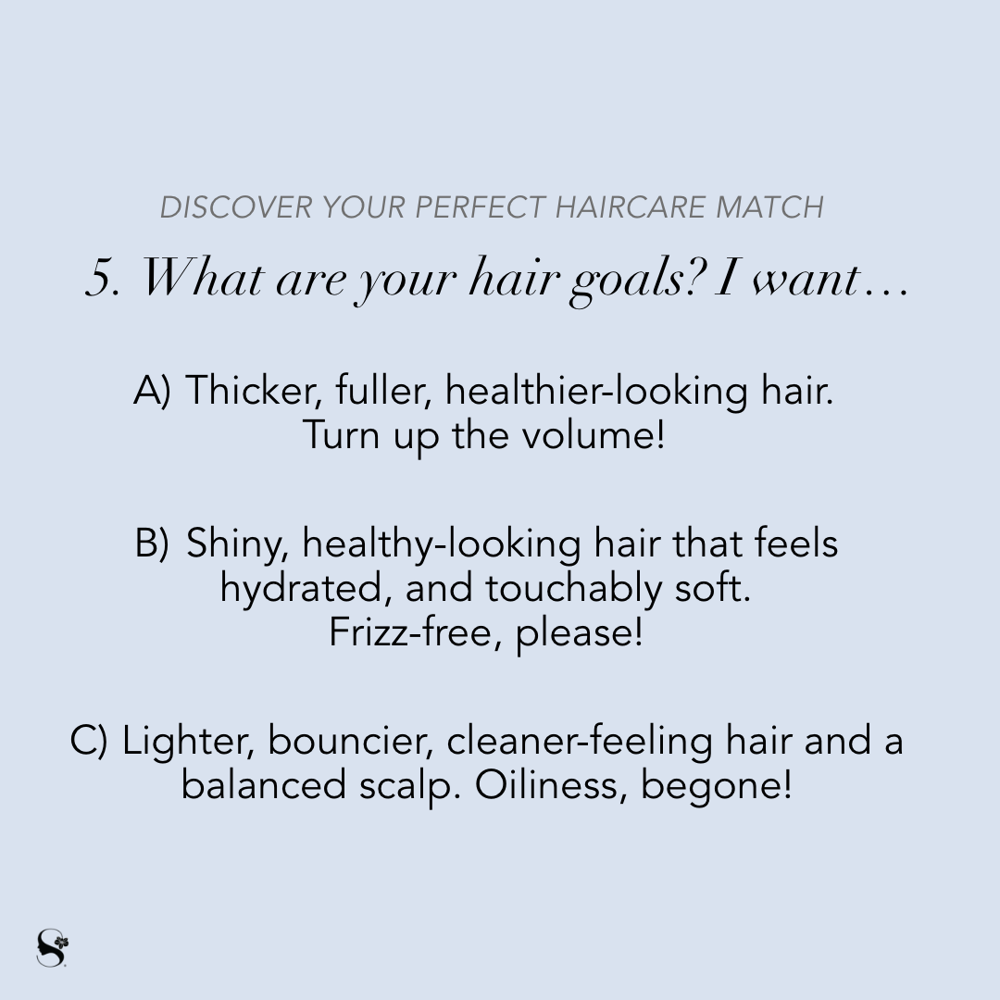 DISCOVER YOUR PERFECT HAIRCARE MATCH
5. What are your hair goals? I want…
A) Thicker, fuller, healthier-looking hair.
Turn up the volume!
B) Shiny, healthy-looking hair that feels
hydrated, and touchably soft.
Frizz-free, please!
C) Lighter, bouncier, cleaner-feeling hair and a
balanced scalp. Oiliness, begone!